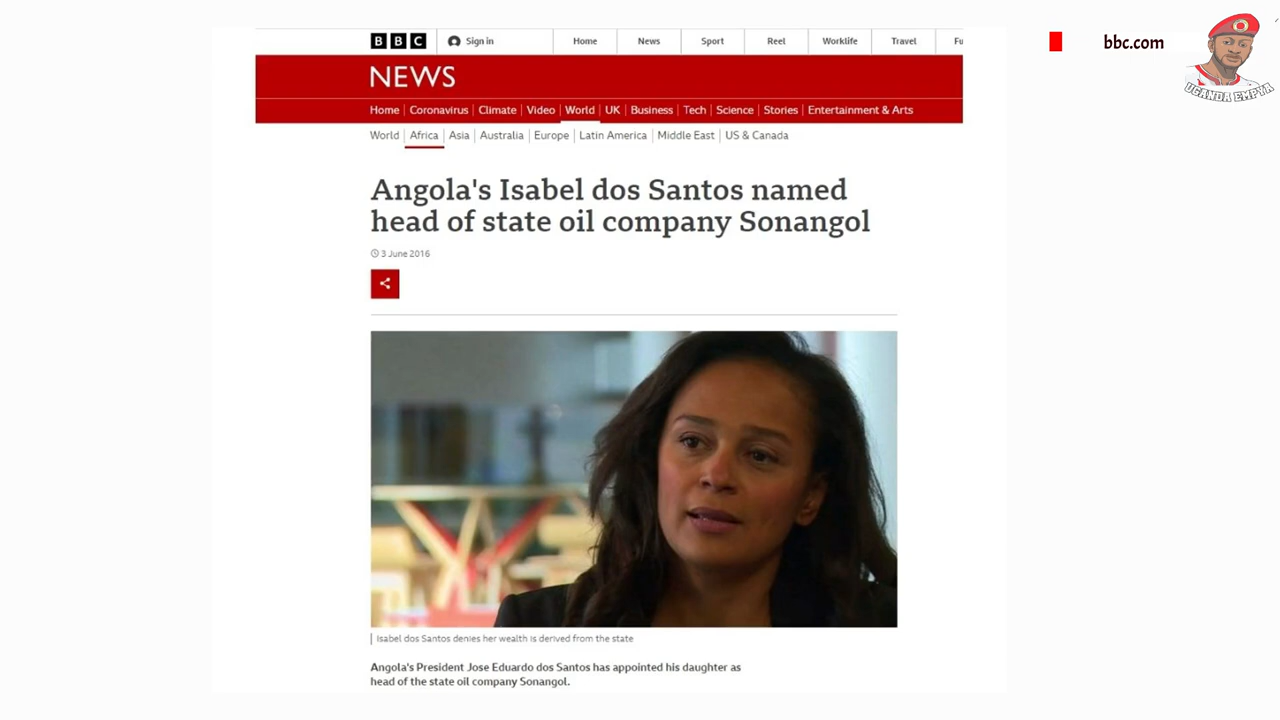 BBC
Sign in
Home
News
Sport
Reel
Worklife
Travel
Fu
bbc.com
UGANDA EMPYA
NEWS
Home
Coronavirus
Climate
Video
World
UK
Business
Tech
Science
Stories
Entertainment & Arts
World
Africa
Asia
Australia
Europe
Latin America
Middle East
US & Canada
Angola's Isabel dos Santos named
head of state oil company Sonangol
3 June 2016
Isabel dos Santos denies her wealth is derived from the state
Angola's President Jose Eduardo dos Santos has appointed his daughter as
head of the state oil company Sonangol.